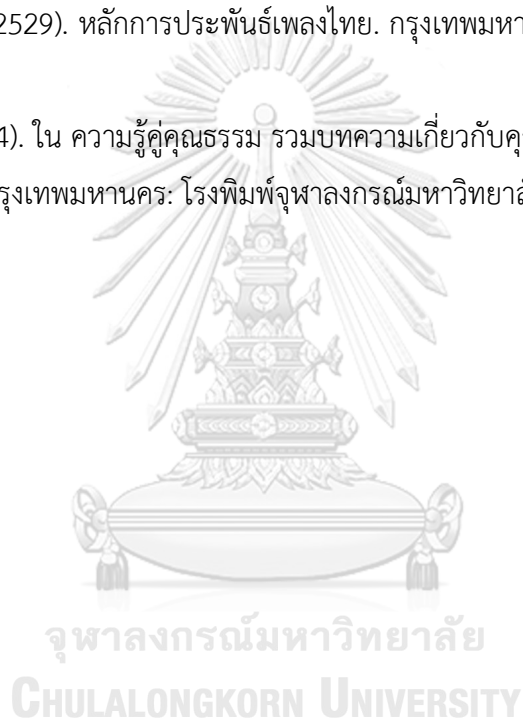 2529). หลักการประพันธ์เพลงไทย. กรุงเทพมหา
4). ใน ความรู้คู่คุณธรรม รวมบทความเกี่ยวกับคุ
รุงเทพมหานคร: โรงพิมพ์จุฬาลงกรณ์มหาวิทยาลั
จุฬาลงกรณ์มหาวิทยาลัย
CHULALONGKORN UNIVERSITY